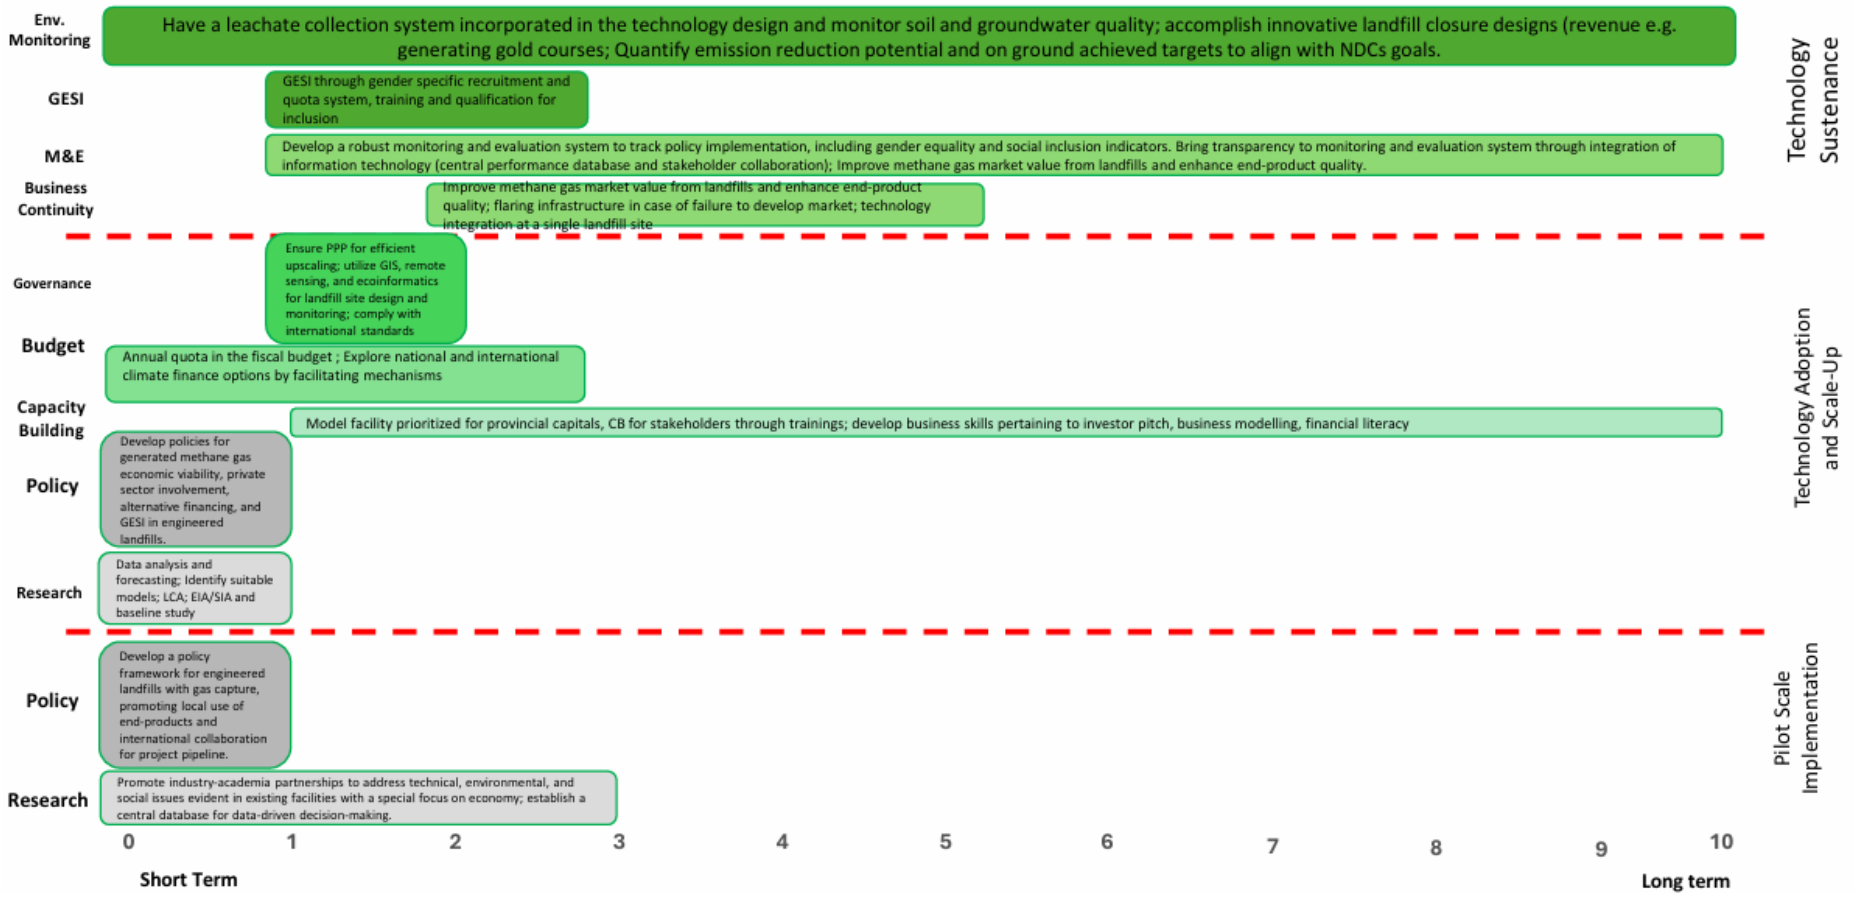 Env.
Monitoring
Have a leachate collection system incorporated in the technology design and monitor soil and groundwater quality; accomplish innovative landfill closure designs (revenue e.g.
generating gold courses; Quantify emission reduction potential and on ground achieved targets to align with NDCs goals.
GESI
GESI through gender specific recruitment and
quota system, training and qualification for
inclusion
M&E
Develop a robust monitoring and evaluation system to track policy implementation, including gender equality and social inclusion indicators. Bring transparency to monitoring and evaluation system through integration of
information technology (central performance database and stakeholder collaboration); Improve methane gas market value from landfills and enhance end-product quality.
Business
Continuity
Improve methane gas market value from landfills and enhance end-product
quality; flaring infrastructure in case of failure to develop market; technology
integration at a single landfill site
Technology
Sustenance
Governance
Ensure PPP for efficient
upscaling; utilize GIS, remote
sensing, and ecoinformatics
for landfill site design and
monitoring; comply with
international standards
Budget
Annual quota in the fiscal budget ; Explore national and international
climate finance options by facilitating mechanisms
Capacity
Building
Model facility prioritized for provincial capitals, CB for stakeholders through trainings; develop business skills pertaining to investor pitch, business modelling, financial literacy
Policy
Develop policies for
generated methane gas
economic viability, private
sector involvement,
alternative financing, and
GESI in engineered
landfills.
Research
Data analysis and
forecasting; Identify suitable
models; LCA; EIA/SIA and
baseline study
Technology Adoption
and Scale-Up
Policy
Develop a policy
framework for engineered
landfills with gas capture,
promoting local use of
end-products and
international collaboration
for project pipeline.
Research
Promote industry-academia partnerships to address technical, environmental, and
social issues evident in existing facilities with a special focus on economy; establish a
central database for data-driven decision-making.
Pilot Scale
Implementation
0 1 2 3 4 5 6 7 8 9 10
Short Term
Long term